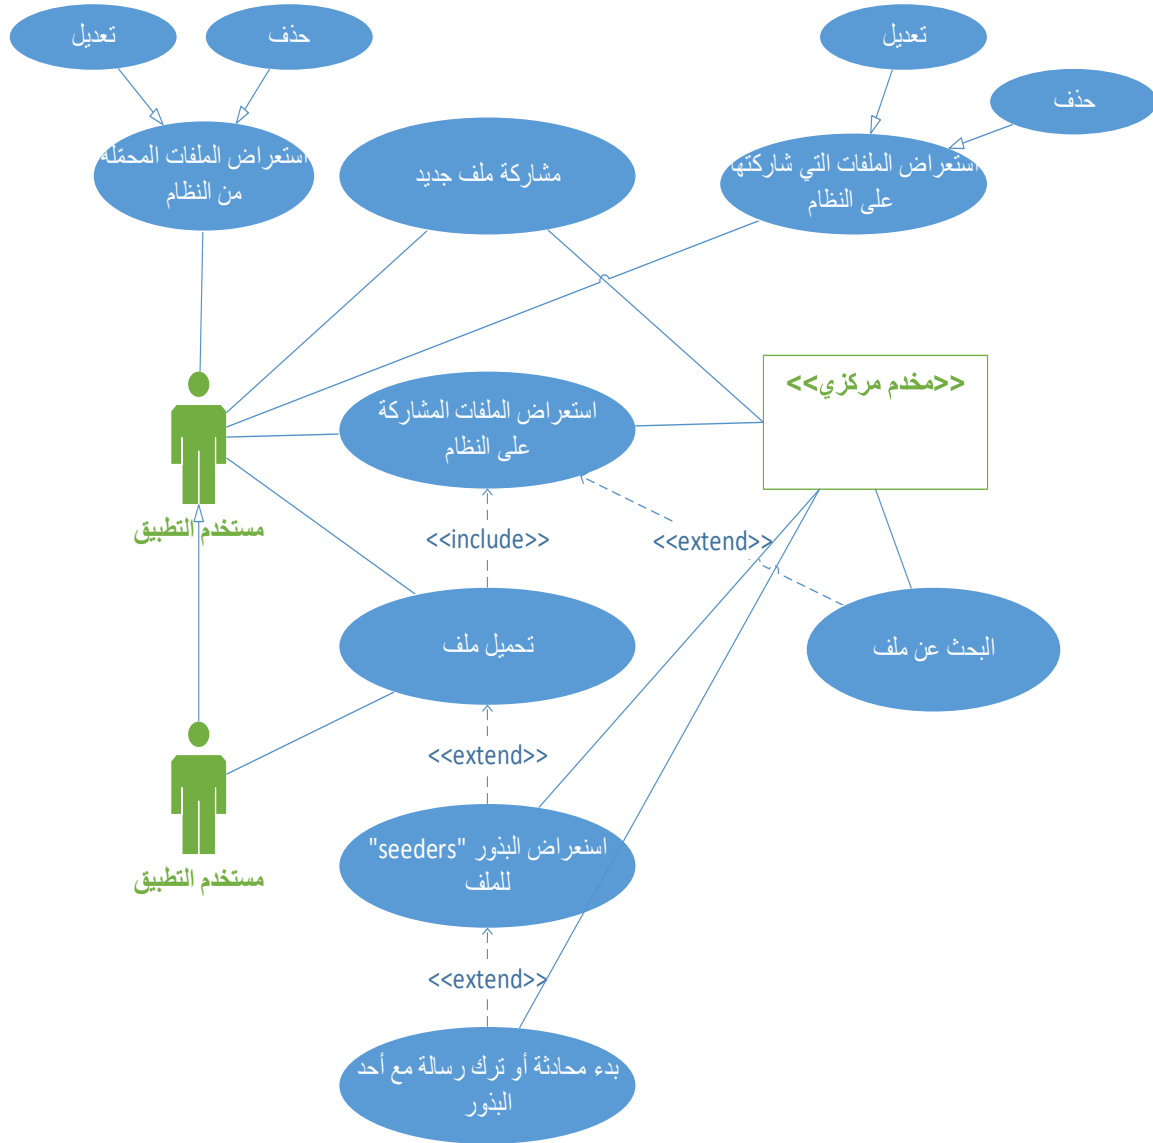 تعديل
حذف
تعديل
حذف
استعراض الملفات المحمّلة
من النظام
مشاركة ملف جديد
استعراض الملفات التي شاركتها
على النظام
<<مخدم مركزي>>
استعراض الملفات المشاركة
على النظام
مستخدم التطبيق
<<include>>
<<extend>>
تحميل ملف
البحث عن ملف
<<extend>>
مستخدم التطبيق
اسنعراض البذور "seeders"
للملف
<<extend>>
بدء محادثة أو ترك رسالة مع أحد
البذور